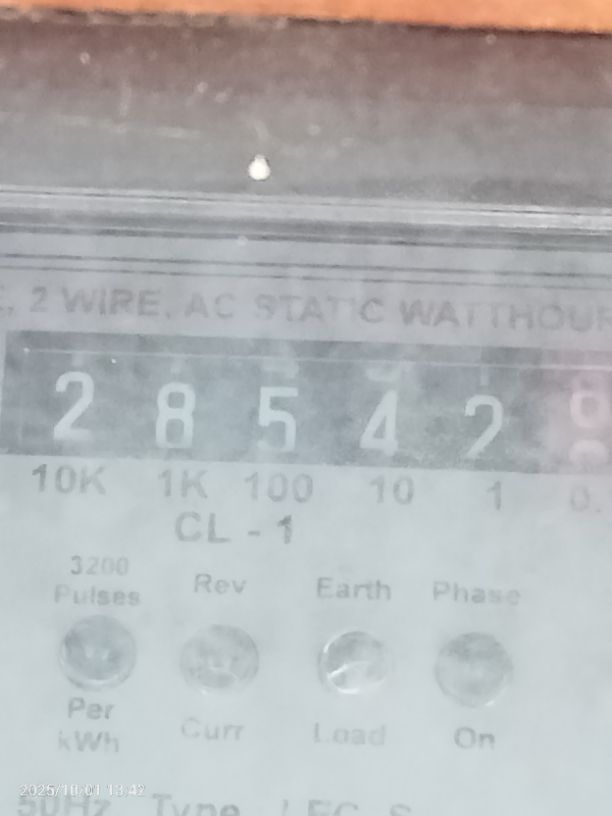 2 WIRE, AC STATIC WATTHOUR
2 8 5 4 2
10K 1K 100 10 1 0.
CL - 1
3200 Pulses Per kWh
Rev Curr
Earth Load
Phase On
2025/10/01 13:42
50Hz Type